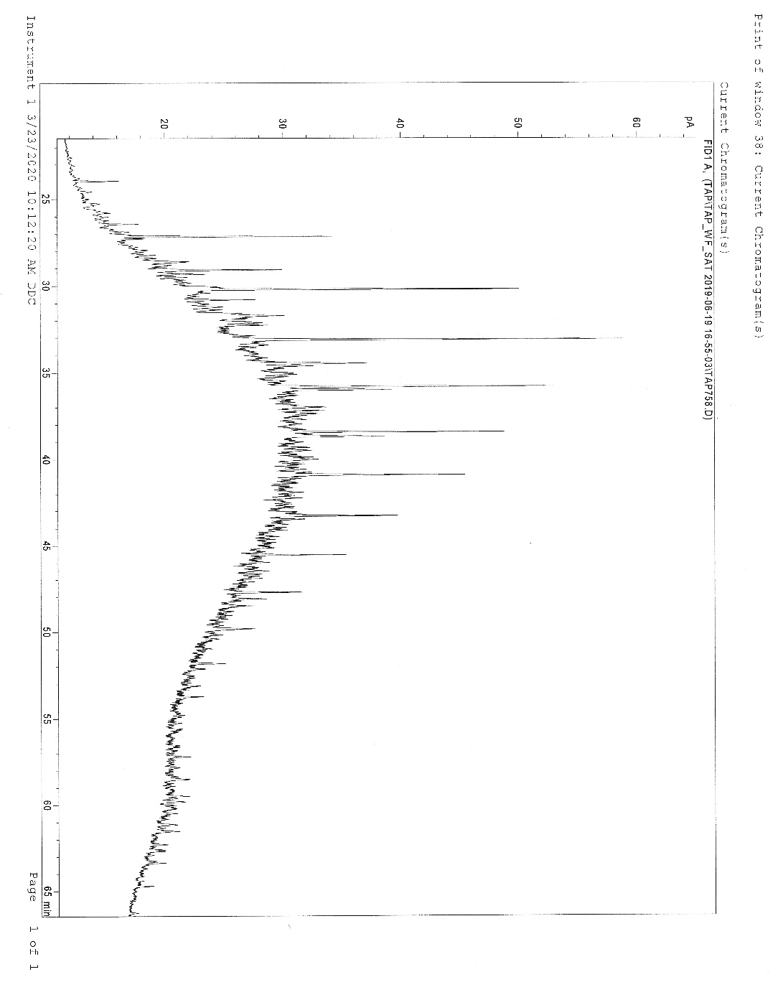 Print of window 38: Current Chromatogram(s)
Current Chromatogram(s)
FID1 A, (TAP\TAP_WF_SAT 2019-06-19 16-55-03\TAP758.D)
pA
60
50
40
30
20
25
30
35
40
45
50
55
60
65 min
Instrument 1 3/23/2020 10:12:20 AM DDC
Page 1 of 1